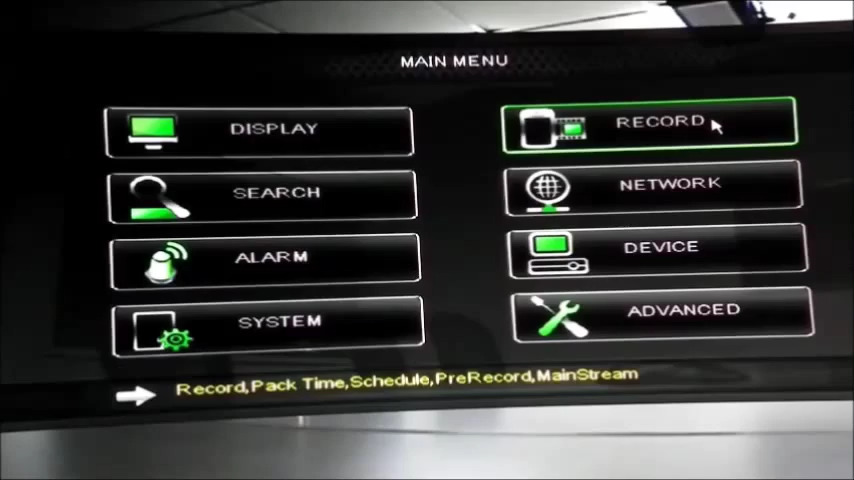 MAIN MENU
DISPLAY
RECORD
SEARCH
NETWORK
ALARM
DEVICE
SYSTEM
ADVANCED
Record,Pack Time,Schedule,PreRecord,MainStream